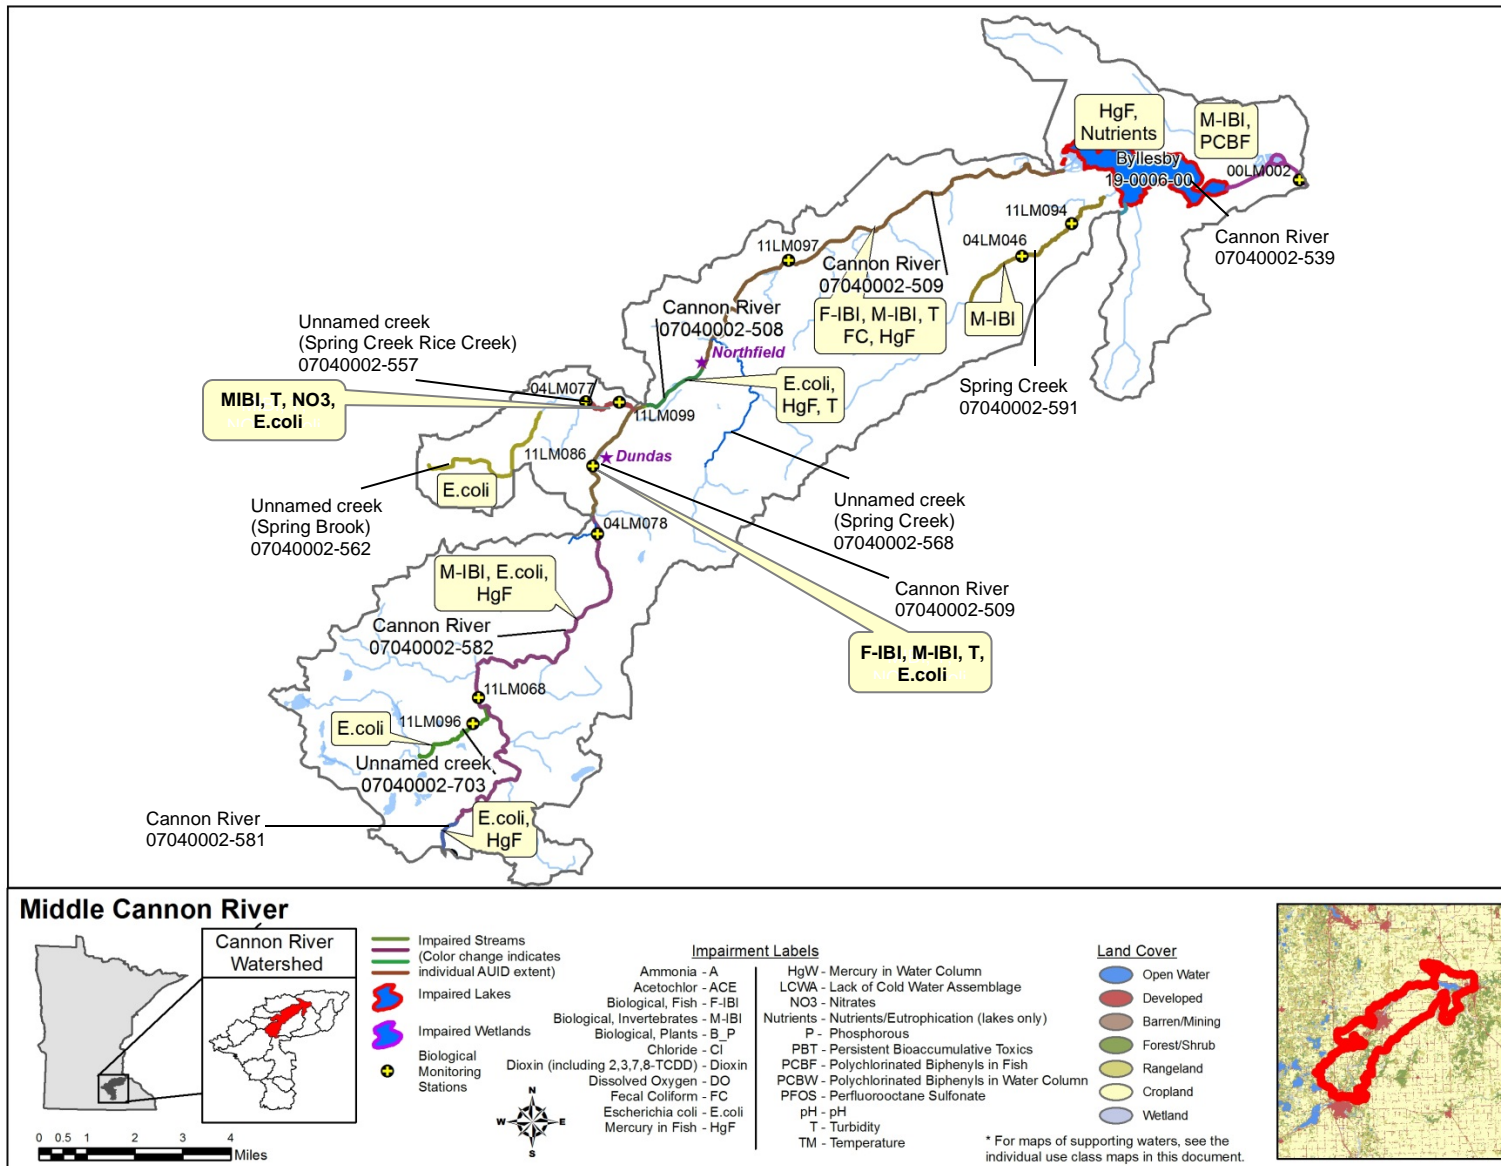 HgF,
Nutrients
M-IBI,
PCBF
Byllesby
19-0006-00
00LM002
11LM094
04LM046
Cannon River
07040002-539
11LM097
Cannon River
07040002-509
F-IBI, M-IBI, T
FC, HgF
M-IBI
Cannon River
07040002-508
Northfield
Unnamed creek
(Spring Creek Rice Creek)
07040002-557
E.coli,
HgF, T
Spring Creek
07040002-591
04LM077
MIBI, T, NO3,
E.coli
11LM099
11LM086
Dundas
E.coli
Unnamed creek
(Spring Brook)
07040002-562
Unnamed creek
(Spring Creek)
07040002-568
04LM078
M-IBI, E.coli,
HgF
Cannon River
07040002-509
Cannon River
07040002-582
F-IBI, M-IBI, T,
E.coli
11LM068
E.coli
11LM096
Unnamed creek
07040002-703
Cannon River
07040002-581
E.coli,
HgF
Middle Cannon River
Cannon River
Watershed
0 0.5 1 2 3 4
Miles
Impaired Streams
(Color change indicates
individual AUID extent)
Impaired Lakes
Impaired Wetlands
Biological
Monitoring
Stations
N
W E
S
Impairment Labels
Ammonia - A
Acetochlor - ACE
Biological, Fish - F-IBI
Biological, Invertebrates - M-IBI
Biological, Plants - B_P
Chloride - Cl
Dioxin (including 2,3,7,8-TCDD) - Dioxin
Dissolved Oxygen - DO
Fecal Coliform - FC
Escherichia coli - E.coli
Mercury in Fish - HgF
HgW - Mercury in Water Column
LCWA - Lack of Cold Water Assemblage
NO3 - Nitrates
Nutrients - Nutrients/Eutrophication (lakes only)
P - Phosphorous
PBT - Persistent Bioaccumulative Toxics
PCBF - Polychlorinated Biphenyls in Fish
PCBW - Polychlorinated Biphenyls in Water Column
PFOS - Perfluorooctane Sulfonate
pH - pH
T - Turbidity
TM - Temperature
Land Cover
Open Water
Developed
Barren/Mining
Forest/Shrub
Rangeland
Cropland
Wetland
* For maps of supporting waters, see the
individual use class maps in this document.